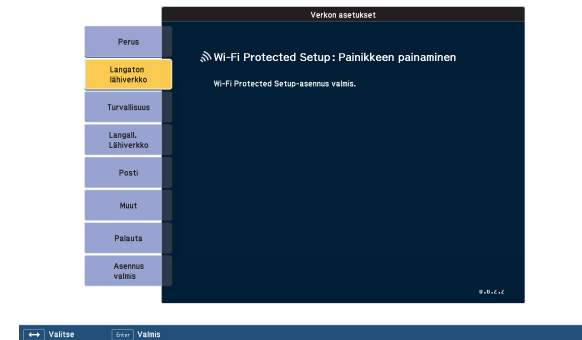 Verkon asetukset
Perus
Langaton
lähiverkko
Turvallisuus
Langall.
Lähiverkko
Posti
Muut
Palauta
Asennus
valmis
Wi-Fi Protected Setup: Painikkeen painaminen
Wi-Fi Protected Setup-asennus valmis.
Valitse
Enter Valmis